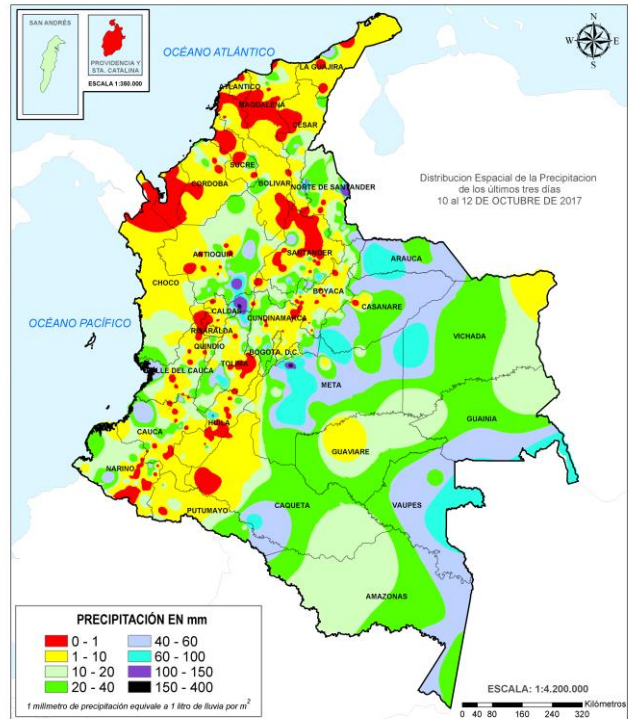 SAN ANDRÉS
PROVIDENCIA Y
STA. CATALINA
ESCALA 1:350.000
OCÉANO ATLÁNTICO
N
W
E
S
LA GUAJIRA
ATLANTICO
MAGDALENA
CESAR
SUCRE
CORDOBA
BOLIVAR
NORTE DE SANTANDER
Distribucion Espacial de la Precipitacion
de los últimos tres días
10 al 12 DE OCTUBRE DE 2017
ANTIOQUIA
SANTANDER
ARAUCA
CHOCO
BOYACA
CASANARE
OCÉANO PACÍFICO
CALDAS
CUNDINAMARCA
RISARALDA
VICHADA
QUINDIO
BOGOTA, D.C.
TOLIMA
VALLE DEL CAUCA
META
GUAINIA
CAUCA
HUILA
GUAVIARE
NARIÑO
CAQUETA
VAUPES
PUTUMAYO
AMAZONAS
PRECIPITACIÓN EN mm
0 - 1
40 - 60
1 - 10
60 - 100
10 - 20
100 - 150
20 - 40
150 - 400
1 milímetro de precipitación equivale a 1 litro de lluvia por m²
ESCALA: 1:4.200.000
Kilómetros
0 40 80 160 240 320